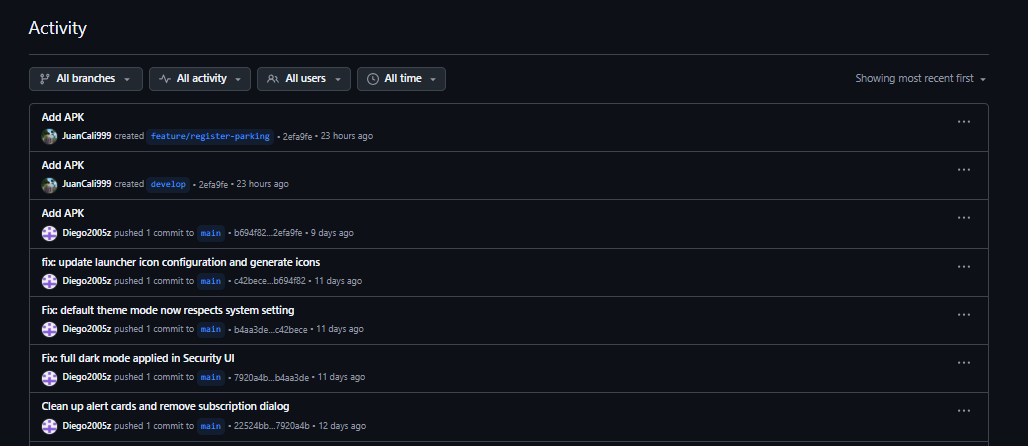 Activity
All branches
All activity
All users
All time
Showing most recent first
Add APK
JuanCali999 created feature/register-parking • 2efa9fe • 23 hours ago
Add APK
JuanCali999 created develop • 2efa9fe • 23 hours ago
Add APK
Diego2005z pushed 1 commit to main • b694f82...2efa9fe • 9 days ago
fix: update launcher icon configuration and generate icons
Diego2005z pushed 1 commit to main • c42bece...b694f82 • 11 days ago
Fix: default theme mode now respects system setting
Diego2005z pushed 1 commit to main • b4aa3de...c42bece • 11 days ago
Fix: full dark mode applied in Security UI
Diego2005z pushed 1 commit to main • 7920a4b...b4aa3de • 11 days ago
Clean up alert cards and remove subscription dialog
Diego2005z pushed 1 commit to main • 22524bb...7920a4b • 12 days ago